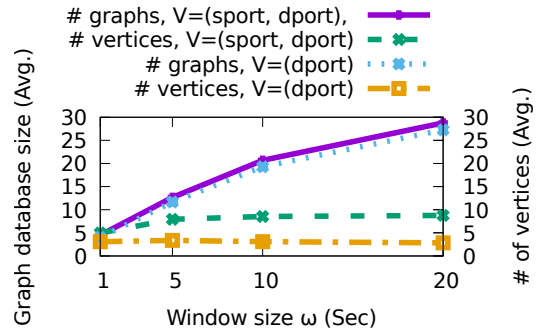 # graphs, V=(sport, dport),
# vertices, V=(sport, dport)
# graphs, V=(dport)
# vertices, V=(dport)
Graph database size (Avg.)
30
25
20
15
10
5
0
30
25
20
15
10
5
0
# of vertices (Avg.)
1 5 10 20
Window size ω (Sec)